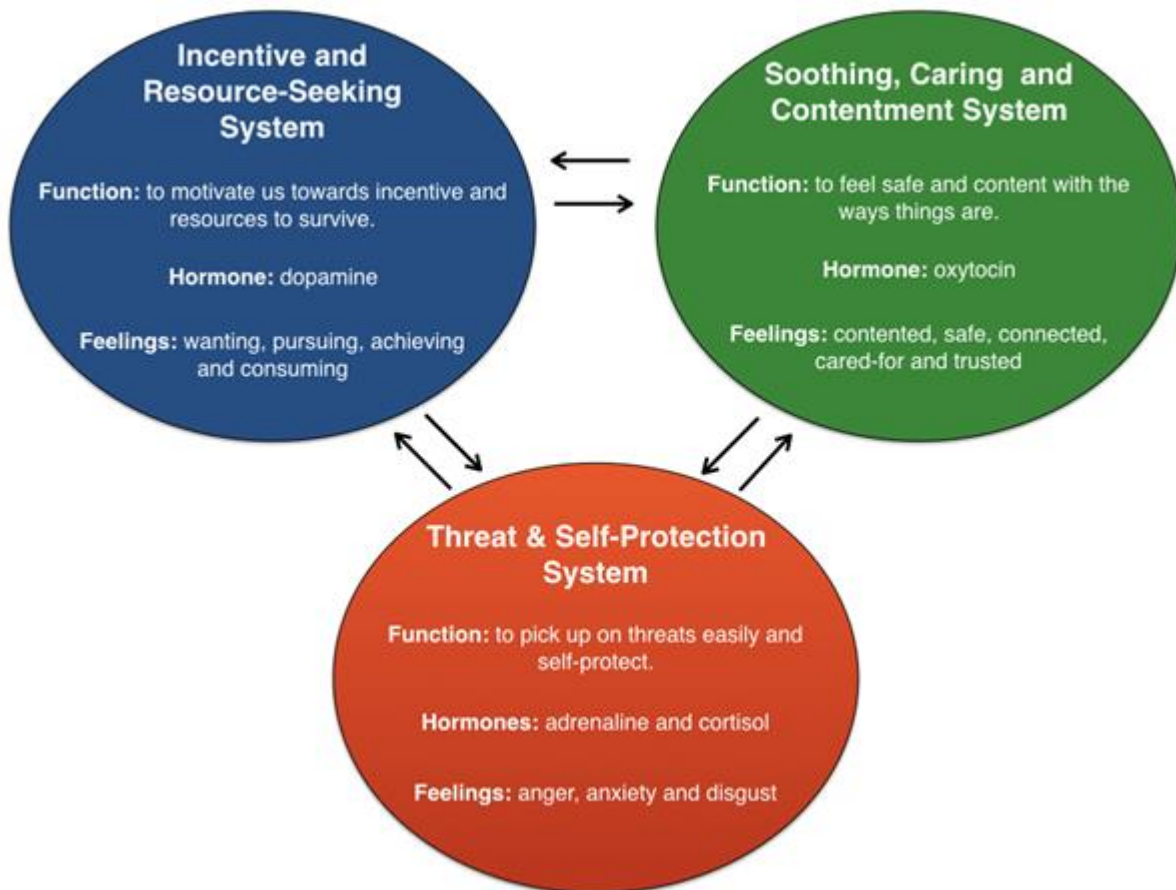 Incentive and
Resource-Seeking
System
Function: to motivate us towards incentive and
resources to survive.
Hormone: dopamine
Feelings: wanting, pursuing, achieving
and consuming
Soothing, Caring and
Contentment System
Function: to feel safe and content with the
ways things are.
Hormone: oxytocin
Feelings: contented, safe, connected,
cared-for and trusted
Threat & Self-Protection
System
Function: to pick up on threats easily and
self-protect.
Hormones: adrenaline and cortisol
Feelings: anger, anxiety and disgust